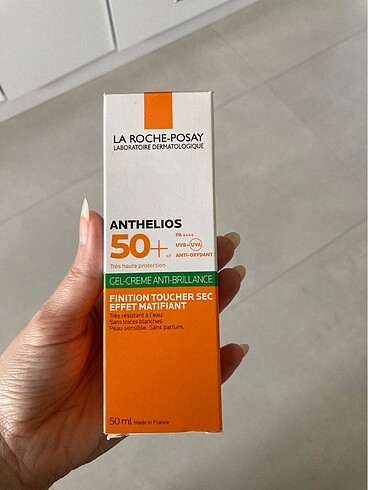 LA ROCHE-POSAY
LABORATOIRE DERMATOLOGIQUE
ANTHELIOS
50+
PA ++++
UVB+UVA
ANTI-OXYDANT
Très haute protection
GEL-CRÈME ANTI-BRILLANCE
FINITION TOUCHER SEC
EFFET MATIFIANT
Très résistant à l'eau.
Sans traces blanches.
Peau sensible. Sans parfum.
50 ml Made in France